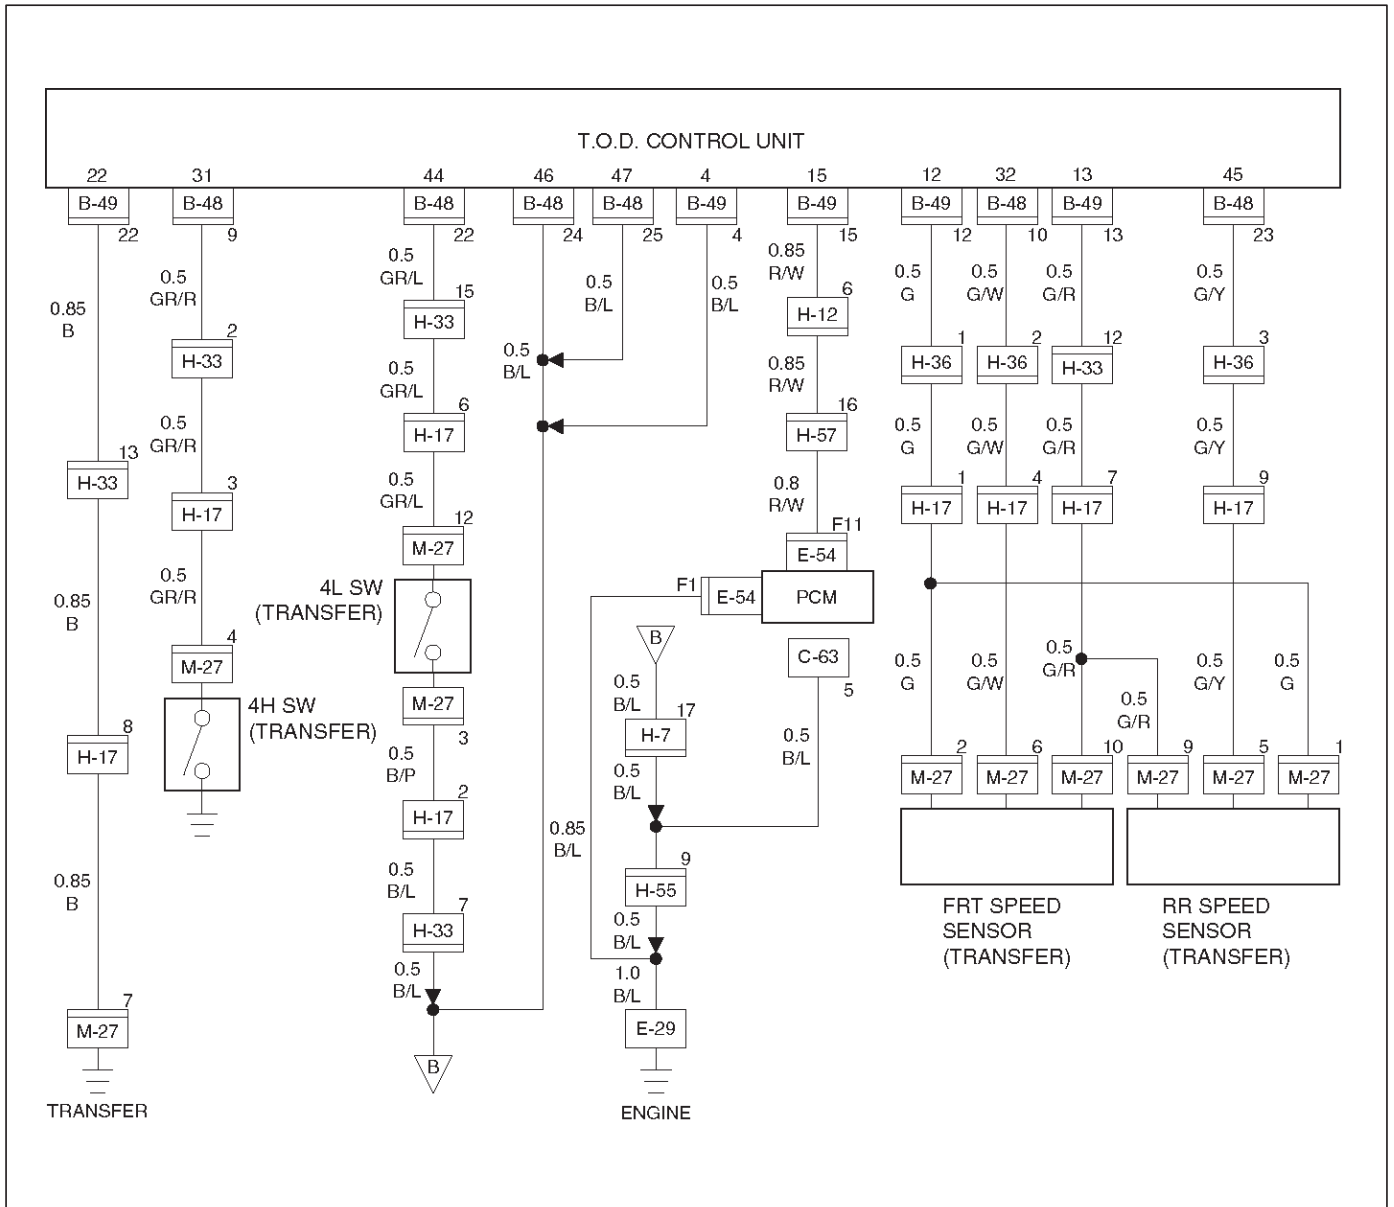 T.O.D. CONTROL UNIT
22 31 44 46 47 4 15 12 32 13 45
B-49 B-48 B-48 B-48 B-48 B-49 B-49 B-49 B-48 B-49 B-48
22 9 22 24 25 4 15 12 10 13 23
0.85
B
0.5
GR/R
2
H-33
0.5
GR/R
3
H-17
0.5
GR/R
4
M-27
4H SW
(TRANSFER)
13
H-33
0.85
B
8
H-17
0.85
B
7
M-27
TRANSFER
0.5
GR/L
15
H-33
0.5
GR/L
6
H-17
0.5
GR/L
12
M-27
4L SW
(TRANSFER)
M-27
3
0.5
B/P
2
H-17
0.5
B/L
7
H-33
0.5
B/L
B
0.5
B/L
0.5
B/L
0.5
B/L
0.85
R/W
6
H-12
0.85
R/W
16
H-57
0.8
R/W
F11
E-54
F1
E-54
PCM
C-63
5
0.5
B/L
B
0.5
B/L
17
H-7
0.5
B/L
0.85
B/L
9
H-55
0.5
B/L
1.0
B/L
E-29
ENGINE
0.5
G
0.5
G/W
0.5
G/R
0.5
G/Y
1 2 12 3
H-36 H-36 H-33 H-36
0.5
G
0.5
G/W
0.5
G/R
0.5
G/Y
1 4 7 9
H-17 H-17 H-17 H-17
0.5
G
0.5
G/W
0.5
G/R
0.5
G/R
0.5
G/Y
0.5
G
2 6 10 9 5 1
M-27 M-27 M-27 M-27 M-27 M-27
FRT SPEED
SENSOR
(TRANSFER)
RR SPEED
SENSOR
(TRANSFER)